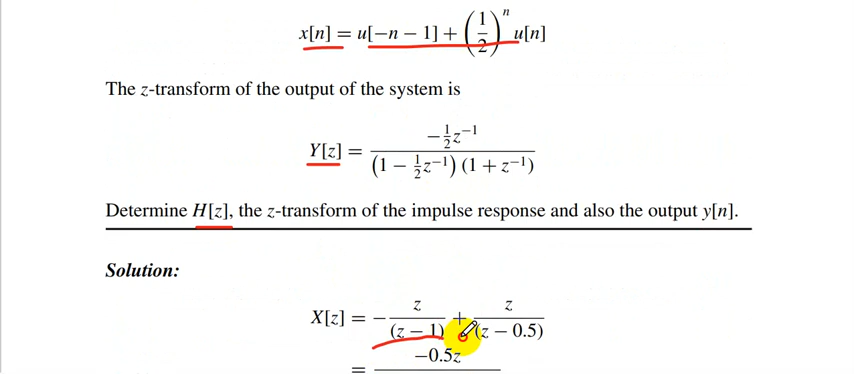 x[n] = u[−n − 1] + (1/2)^n u[n]
The z-transform of the output of the system is
Y[z] = −½z⁻¹ / (1 − ½z⁻¹) (1 + z⁻¹)
Determine H[z], the z-transform of the impulse response and also the output y[n].
Solution:
X[z] = − z/(z − 1) + z/(z − 0.5)
= −0.5z